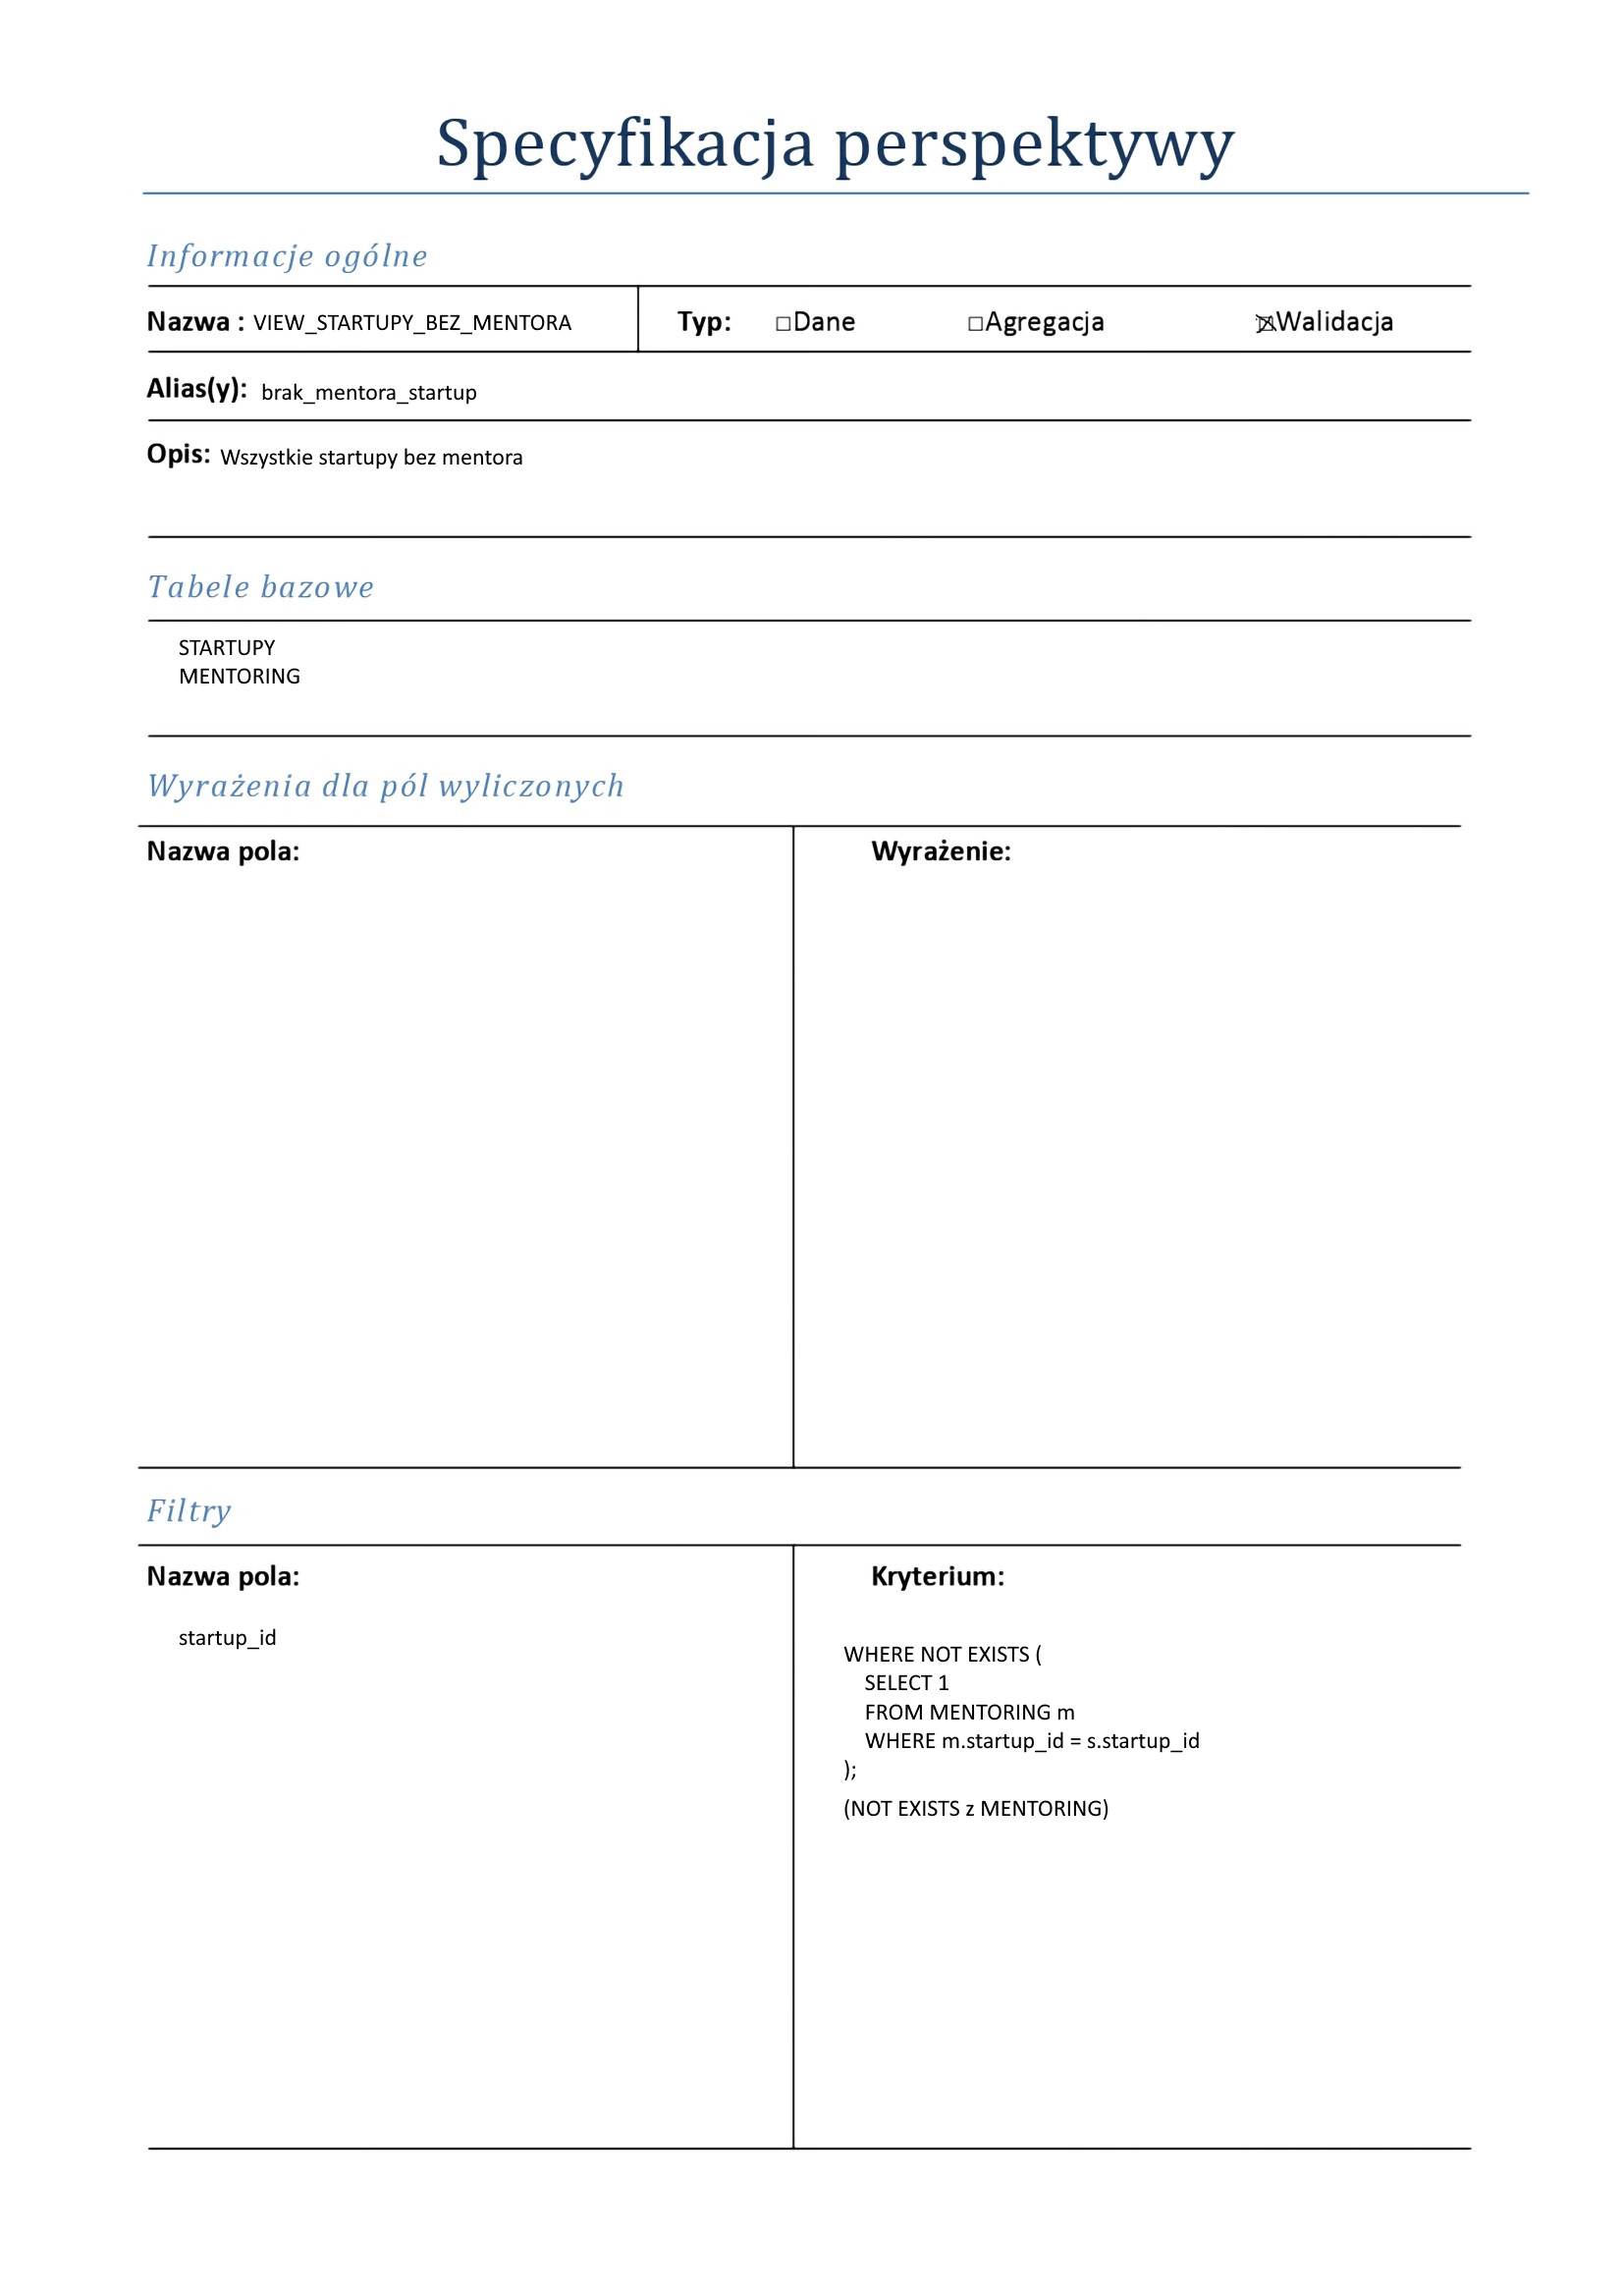 Specyfikacja perspektywy
Informacje ogólne
Nazwa : VIEW_STARTUPY_BEZ_MENTORA Typ: ☐Dane ☐Agregacja ☒Walidacja
Alias(y): brak_mentora_startup
Opis: Wszystkie startupy bez mentora
Tabele bazowe
STARTUPY
MENTORING
Wyrażenia dla pól wyliczonych
Nazwa pola: Wyrażenie:
Filtry
Nazwa pola: Kryterium:
startup_id
WHERE NOT EXISTS (
SELECT 1
FROM MENTORING m
WHERE m.startup_id = s.startup_id
);
(NOT EXISTS z MENTORING)